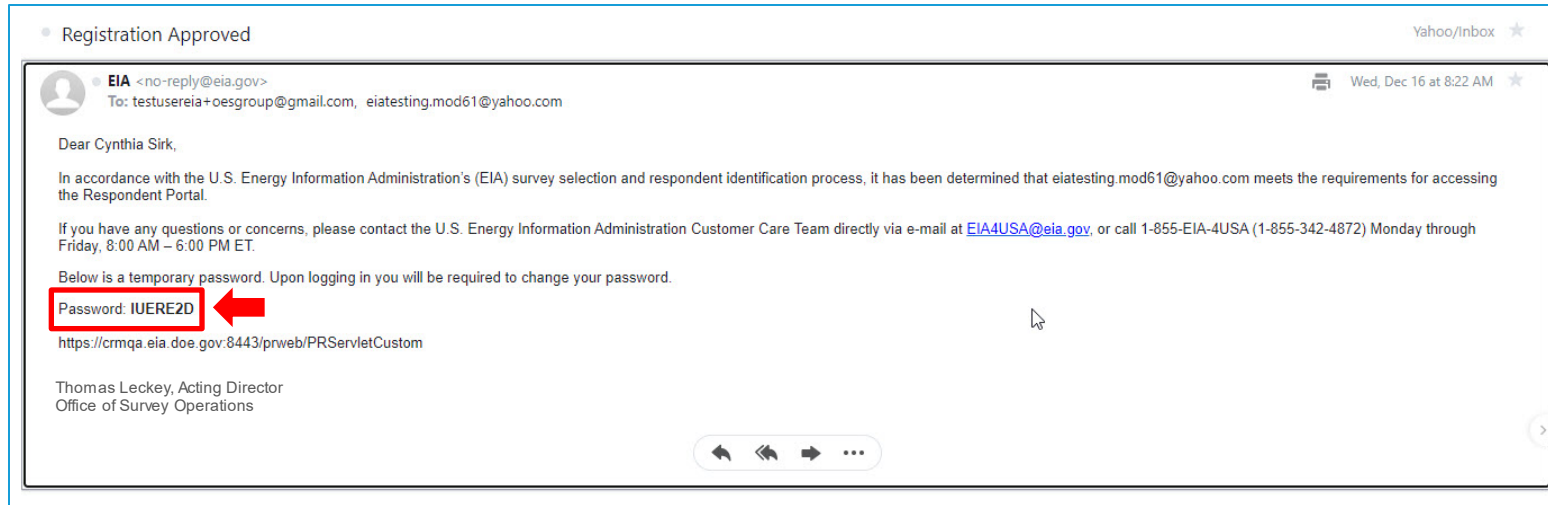 Registration Approved
Yahoo/Inbox
EIA <no-reply@eia.gov>
Wed, Dec 16 at 8:22 AM
To: testusereia+oesgroup@gmail.com, eiatesting.mod61@yahoo.com
Dear Cynthia Sirk,
In accordance with the U.S. Energy Information Administration's (EIA) survey selection and respondent identification process, it has been determined that eiatesting.mod61@yahoo.com meets the requirements for accessing
the Respondent Portal.
If you have any questions or concerns, please contact the U.S. Energy Information Administration Customer Care Team directly via e-mail at EIA4USA@eia.gov, or call 1-855-EIA-4USA (1-855-342-4872) Monday through
Friday, 8:00 AM – 6:00 PM ET.
Below is a temporary password. Upon logging in you will be required to change your password.
Password: IUERE2D
https://crmqa.eia.doe.gov:8443/prweb/PRServletCustom
Thomas Leckey, Acting Director
Office of Survey Operations